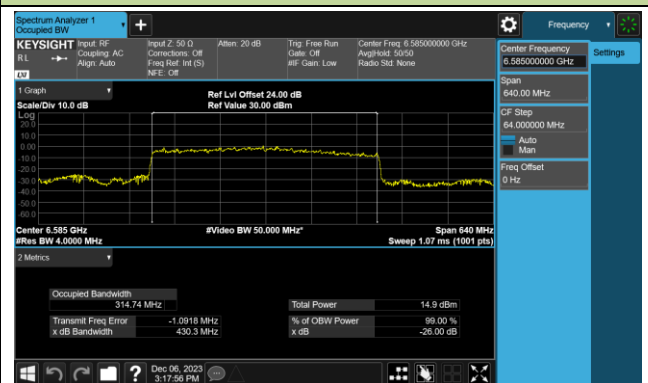 Spectrum Analyzer 1
Occupied BW
+
Frequency
KEYSIGHT
RL
Input: RF
Coupling: AC
Align: Auto
Input Z: 50 Ω
Corrections: Off
Freq Ref: Int (S)
NFE: Off
Atten: 20 dB
Trig: Free Run
Gate: Off
#IF Gain: Low
Center Freq: 6.585000000 GHz
Avg|Hold: 50/50
Radio Std: None
Center Frequency
6.585000000 GHz
Settings
Span
640.00 MHz
CF Step
64.000000 MHz
Auto
Man
Freq Offset
0 Hz
1 Graph
Scale/Div 10.0 dB
Ref Lvl Offset 24.00 dB
Ref Value 30.00 dBm
Log
20.0
10.0
0.00
-10.0
-20.0
-30.0
-40.0
-50.0
-60.0
Center 6.585 GHz
#Video BW 50.000 MHz*
Span 640 MHz
#Res BW 4.0000 MHz
Sweep 1.07 ms (1001 pts)
2 Metrics
Occupied Bandwidth
314.74 MHz
Total Power 14.9 dBm
Transmit Freq Error -1.0918 MHz
% of OBW Power 99.00 %
x dB Bandwidth 430.3 MHz
x dB -26.00 dB
?
Dec 06, 2023
3:17:56 PM